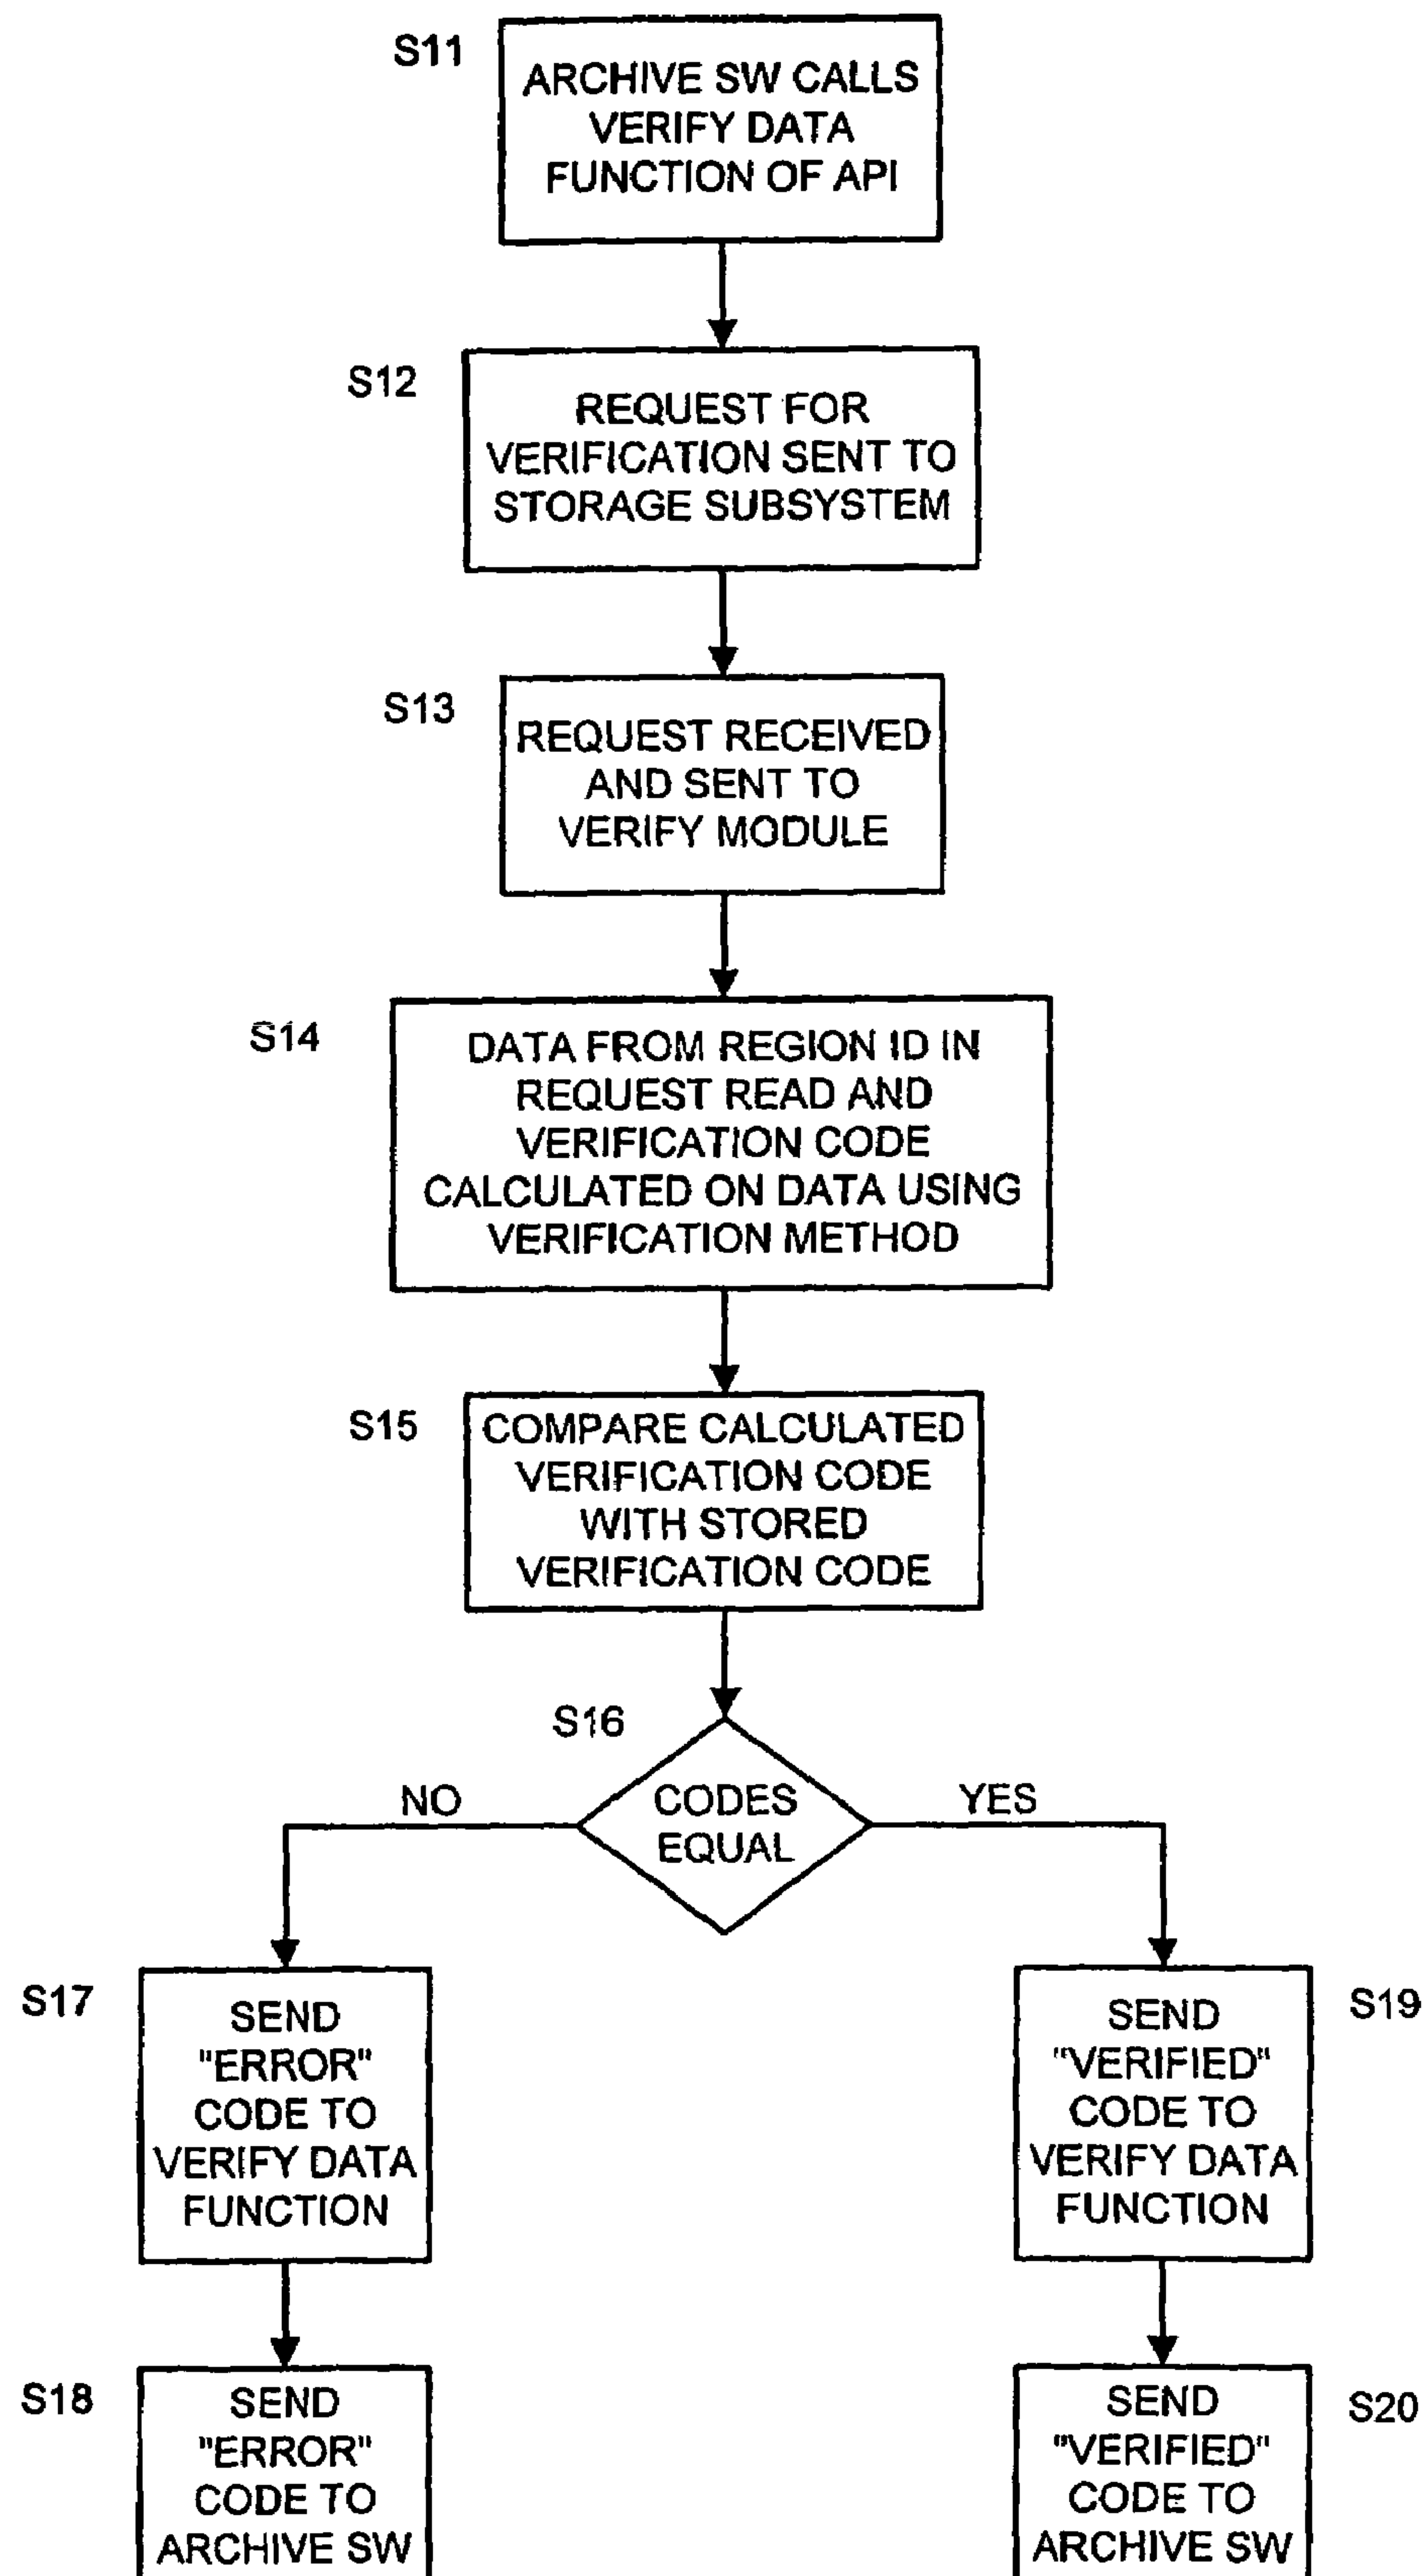 S11
ARCHIVE SW CALLS
VERIFY DATA
FUNCTION OF API
S12
REQUEST FOR
VERIFICATION SENT TO
STORAGE SUBSYSTEM
S13
REQUEST RECEIVED
AND SENT TO
VERIFY MODULE
S14
DATA FROM REGION ID IN
REQUEST READ AND
VERIFICATION CODE
CALCULATED ON DATA USING
VERIFICATION METHOD
S15
COMPARE CALCULATED
VERIFICATION CODE
WITH STORED
VERIFICATION CODE
S16
CODES
EQUAL
NO
YES
S17
SEND
"ERROR"
CODE TO
VERIFY DATA
FUNCTION
S19
SEND
"VERIFIED"
CODE TO
VERIFY DATA
FUNCTION
S18
SEND
"ERROR"
CODE TO
ARCHIVE SW
S20
SEND
"VERIFIED"
CODE TO
ARCHIVE SW